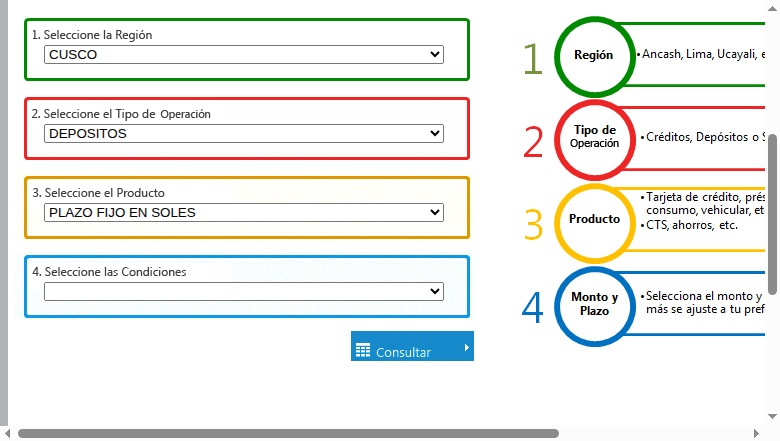 1. Seleccione la Región
CUSCO
2. Seleccione el Tipo de Operación
DEPOSITOS
3. Seleccione el Producto
PLAZO FIJO EN SOLES
4. Seleccione las Condiciones
Consultar
1
Región
• Ancash, Lima, Ucayali, e
2
Tipo de
Operación
• Créditos, Depósitos o S
3
Producto
• Tarjeta de crédito, prés
consumo, vehicular, et
• CTS, ahorros, etc.
4
Monto y
Plazo
• Selecciona el monto y
más se ajuste a tu pref